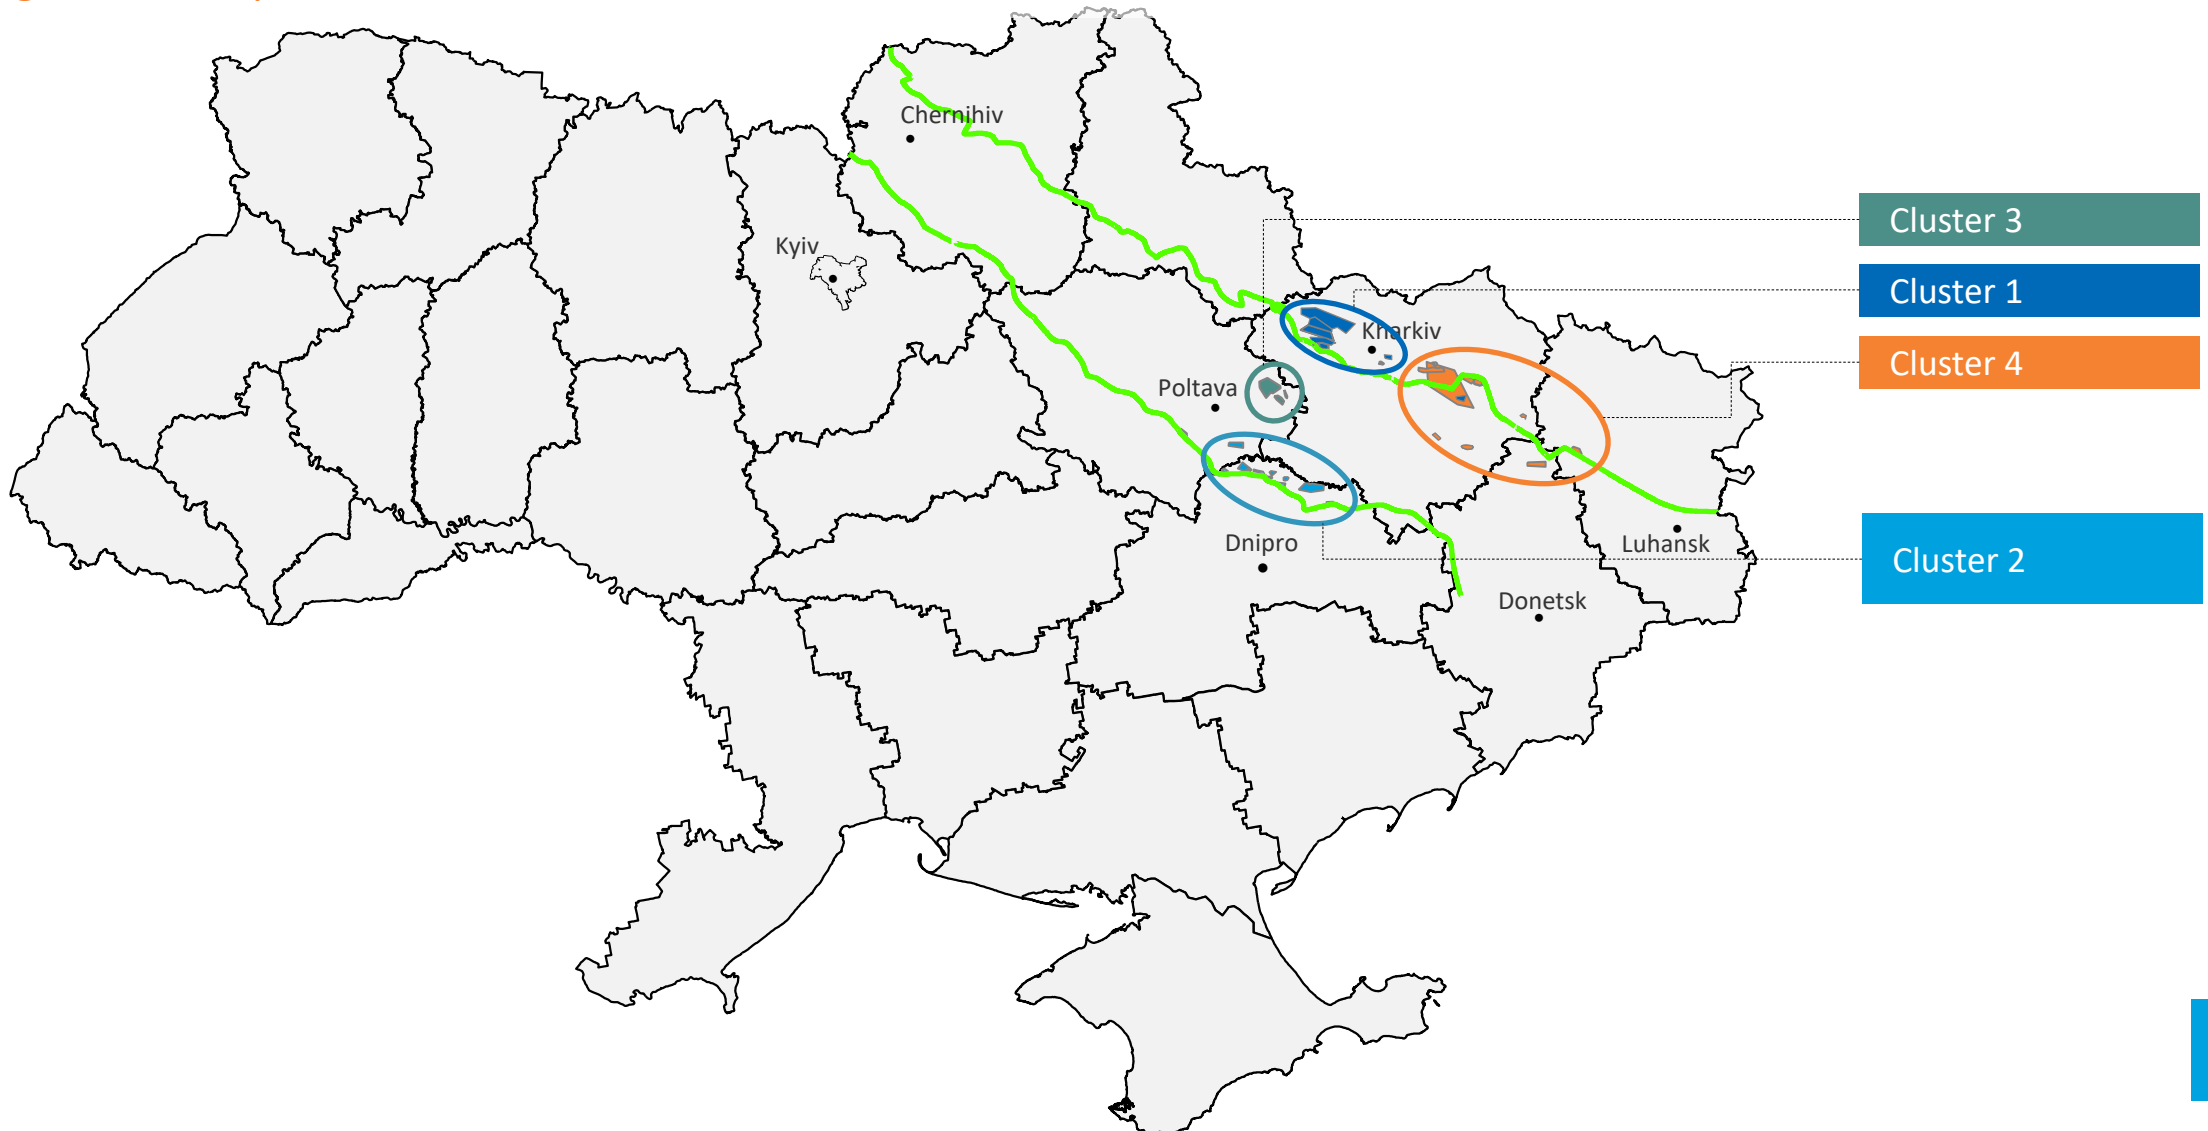 Chernihiv
Cluster 3
Kyiv
Cluster 1
Kharkiv
Cluster 4
Poltava
Dnipro
Luhansk
Cluster 2
Donetsk